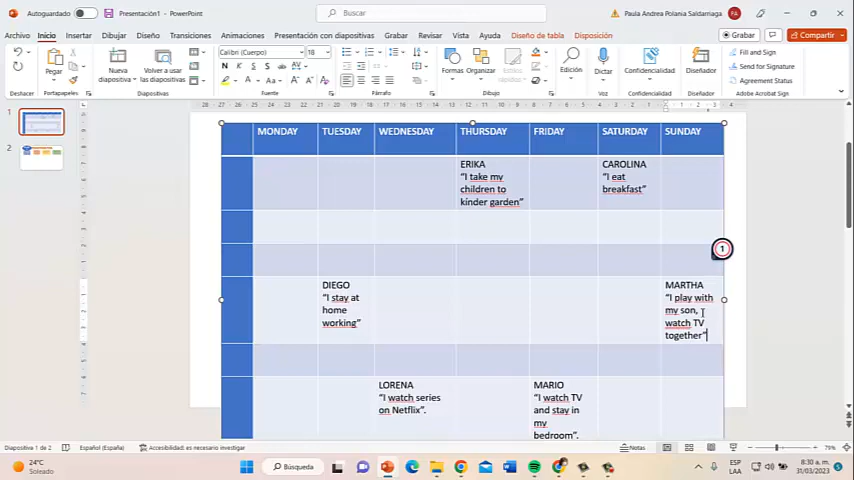 Autoguardado
Presentación1 - PowerPoint
Buscar
Paula Andrea Polania Saldarriaga
PA
Archivo Inicio Insertar Dibujar Diseño Transiciones Animaciones Presentación con diapositivas Grabar Revisar Vista Ayuda Diseño de tabla Disposición
Grabar
Compartir
Pegar
Nueva diapositiva
Volver a usar las diapositivas
Calibri (Cuerpo) 18
Formas
Organizar
Edición
Dictar
Confidencialidad
Diseñador
Fill and Sign
Send for Signature
Agreement Status
Portapapeles
Diapositivas
Fuente
Párrafo
Dibujo
Voz
Confidencialidad
Diseñador
Adobe Acrobat Sign
1
2
MONDAY TUESDAY WEDNESDAY THURSDAY FRIDAY SATURDAY SUNDAY
ERIKA
“I take my
children to
kínder garden”
CAROLINA
“I eat
breakfast”
1
DIEGO
“I stay at
home
working”
MARTHA
“I play with
my son,
watch TV
together”
LORENA
“I watch series
on Netflix”.
MARIO
“I watch TV
and stay in
my
bedroom”.
Diapositiva 1 de 2
Español (España)
Accesibilidad: es necesario investigar
Notas
79%
24°C
Soleado
Búsqueda
ESP
LAA
8:30 a. m.
31/03/2023